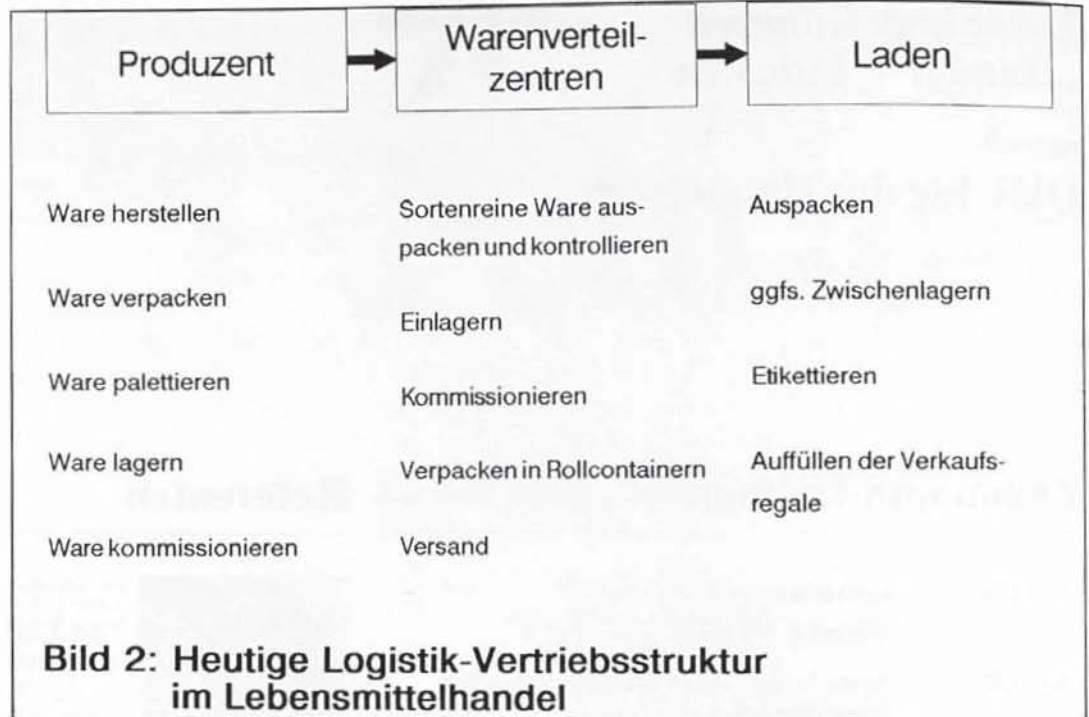 Produzent
Warenverteil-
zentren
Laden
Ware herstellen
Ware verpacken
Ware palettieren
Ware lagern
Ware kommissionieren
Sortenreine Ware aus-
packen und kontrollieren
Einlagern
Kommissionieren
Verpacken in Rollcontainern
Versand
Auspacken
ggfs. Zwischenlagern
Etikettieren
Auffüllen der Verkaufs-
regale
Bild 2: Heutige Logistik-Vertriebsstruktur
im Lebensmittelhandel